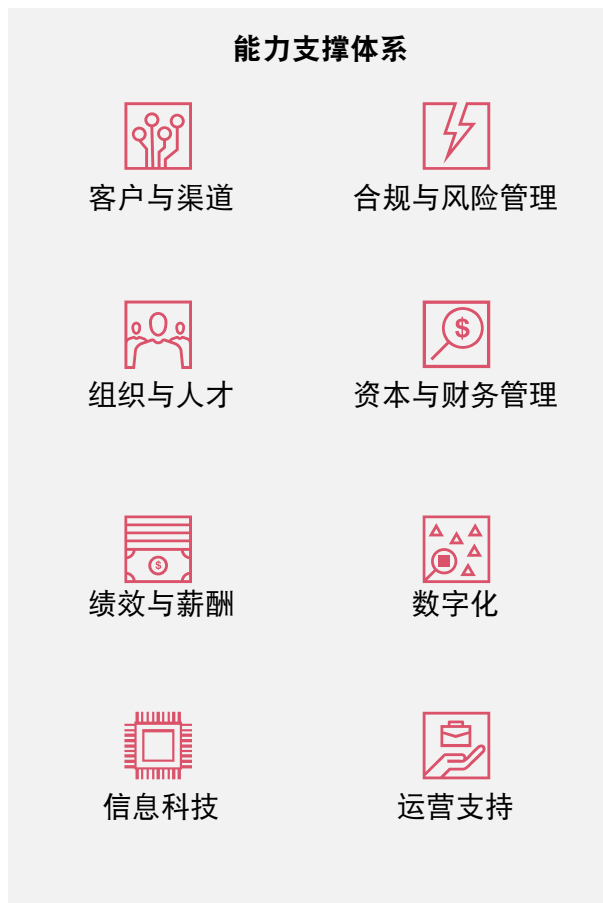 能力支撑体系
客户与渠道
合规与风险管理
$
组织与人才
资本与财务管理
$
绩效与薪酬
数字化
信息科技
运营支持